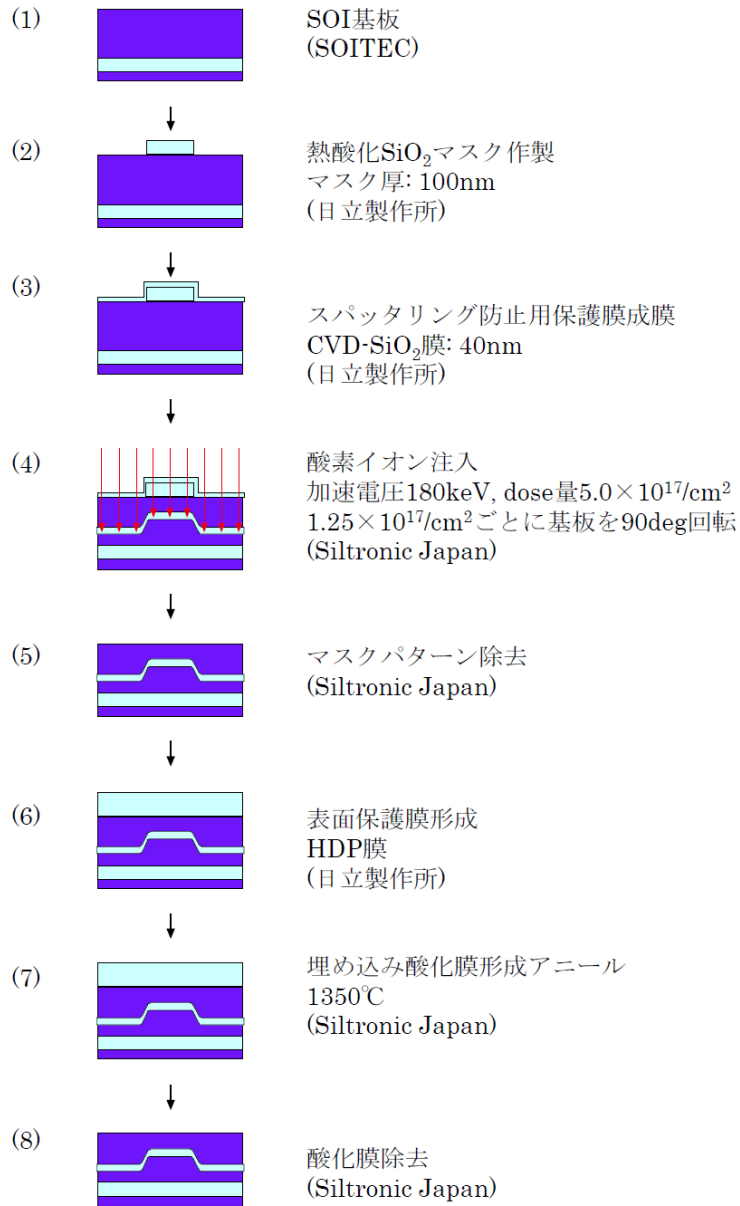 (1)
SOI基板
(SOITEC)
(2)
熱酸化SiO₂マスク作製
マスク厚: 100nm
(日立製作所)
(3)
スパッタリング防止用保護膜成膜
CVD-SiO₂膜: 40nm
(日立製作所)
(4)
酸素イオン注入
加速電圧180keV, dose量5.0×10¹⁷/cm²
1.25×10¹⁷/cm²ごとに基板を90deg回転
(Siltronic Japan)
(5)
マスクパターン除去
(Siltronic Japan)
(6)
表面保護膜形成
HDP膜
(日立製作所)
(7)
埋め込み酸化膜形成アニール
1350℃
(Siltronic Japan)
(8)
酸化膜除去
(Siltronic Japan)